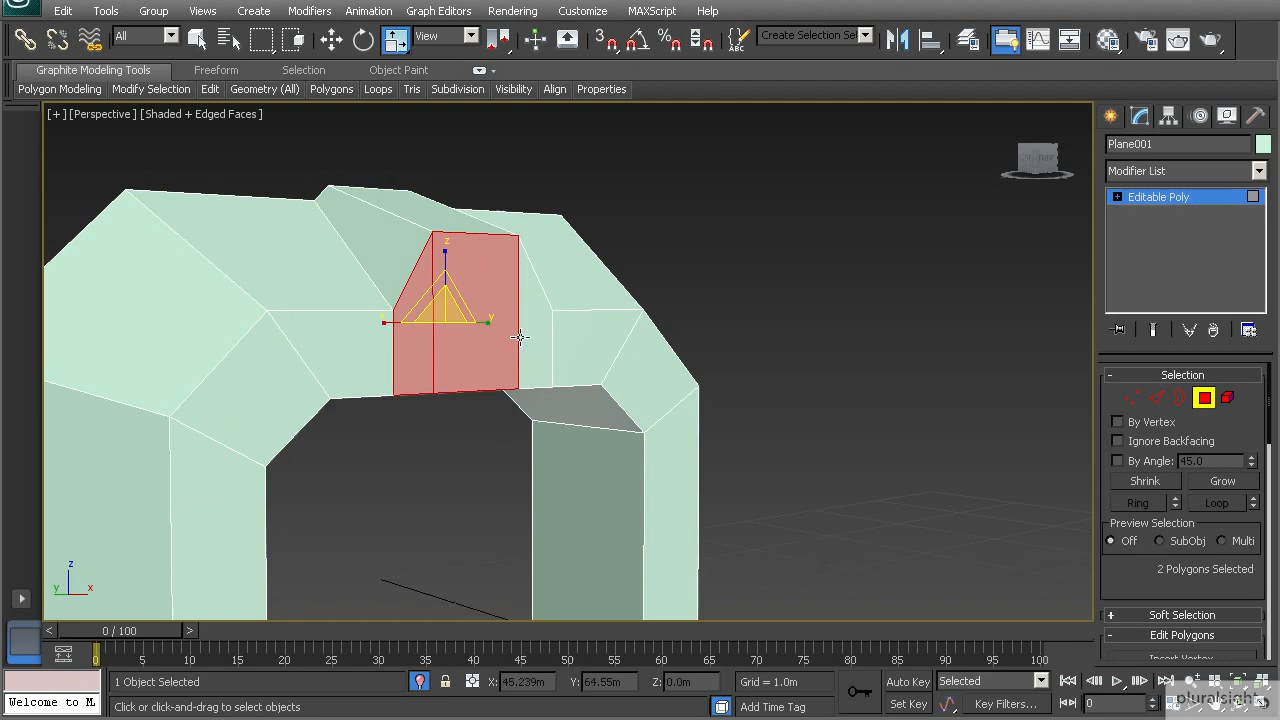 Edit Tools Group Views Create Modifiers Animation Graph Editors Rendering Customize MAXScript Help
All View 3 Create Selection Se
Graphite Modeling Tools Freeform Selection Object Paint
Polygon Modeling Modify Selection Edit Geometry (All) Polygons Loops Tris Subdivision Visibility Align Properties
[+] [Perspective] [Shaded + Edged Faces]
Plane001
Modifier List
Editable Poly
z
y
Selection
By Vertex
Ignore Backfacing
By Angle: 45.0
Shrink Grow
Ring Loop
Preview Selection
Off SubObj Multi
2 Polygons Selected
z
y x
Soft Selection
Edit Polygons
Insert Vertex
< 0 / 100 >
0 5 10 15 20 25 30 35 40 45 50 55 60 65 70 75 80 85 90 95 100
1 Object Selected X: 45.239m Y: 64.55m Z: 0.0m Grid = 1.0m Auto Key Selected
Welcome to M Click or click-and-drag to select objects Add Time Tag Set Key Key Filters... 0
pluralsight